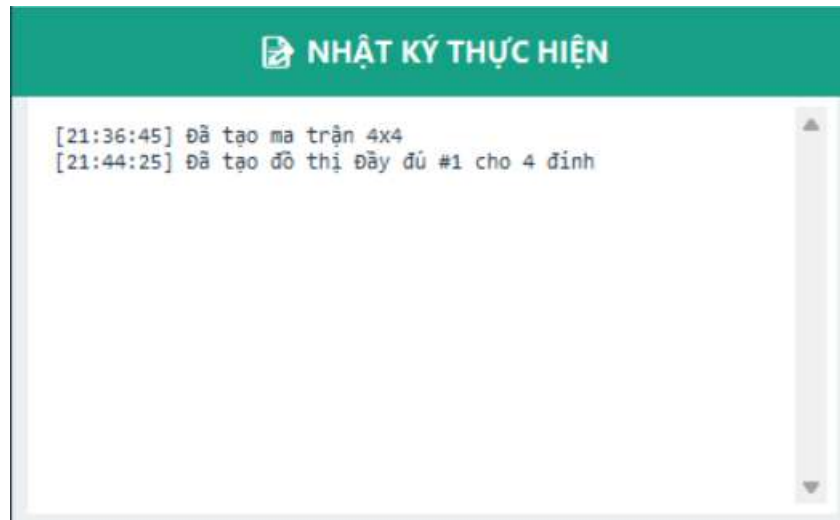 NHẬT KÝ THỰC HIỆN
[21:36:45] Đã tạo ma trận 4x4
[21:44:25] Đã tạo đồ thị Đầy đủ #1 cho 4 đỉnh